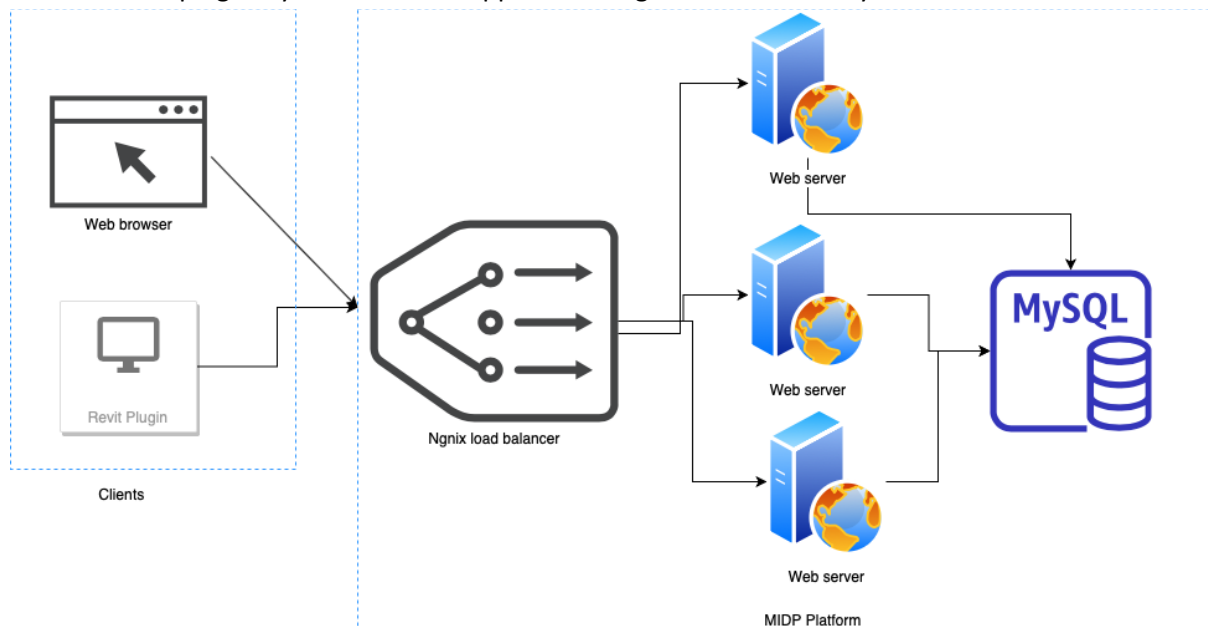 Web browser
Revit Plugin
Clients
Ngnix load balancer
Web server
Web server
Web server
MySQL
MIDP Platform